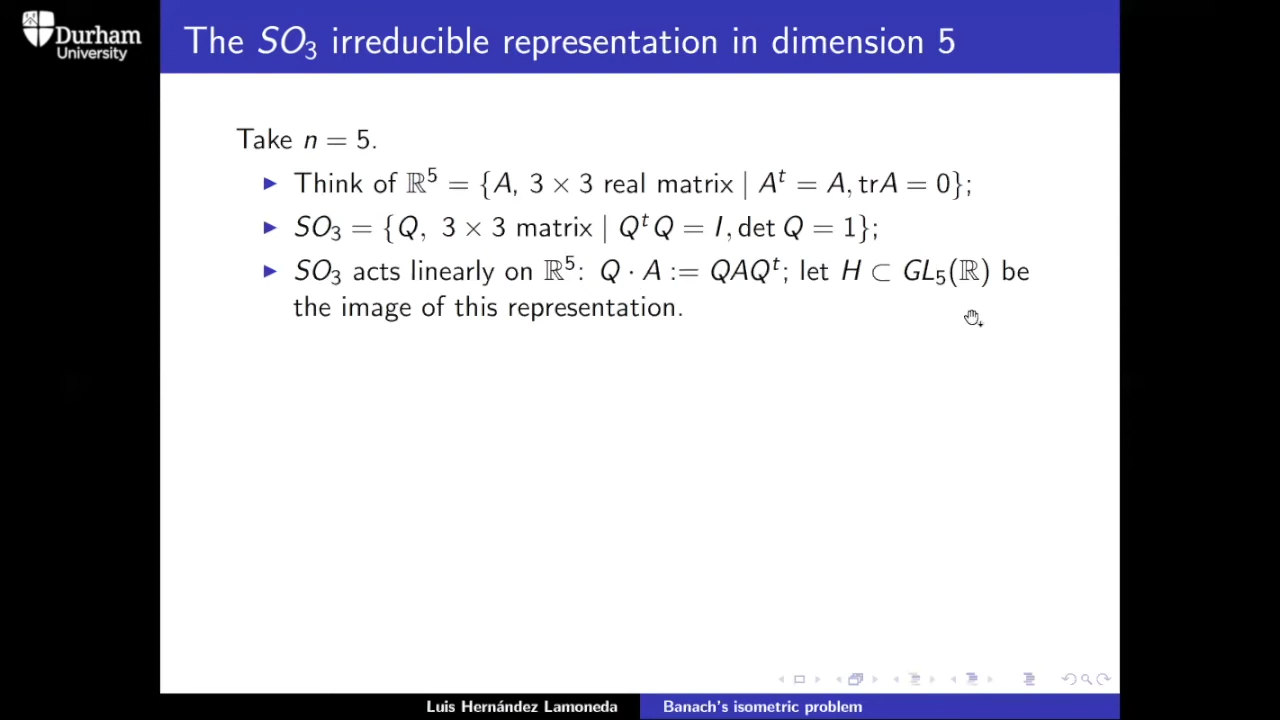 Durham
University
The SO₃ irreducible representation in dimension 5
Take n = 5.
▶ Think of ℝ⁵ = {A, 3 × 3 real matrix | Aᵗ = A, trA = 0};
▶ SO₃ = {Q, 3 × 3 matrix | QᵗQ = I, det Q = 1};
▶ SO₃ acts linearly on ℝ⁵: Q · A := QAQᵗ; let H ⊂ GL₅(ℝ) be
the image of this representation.
Luis Hernández Lamoneda Banach's isometric problem